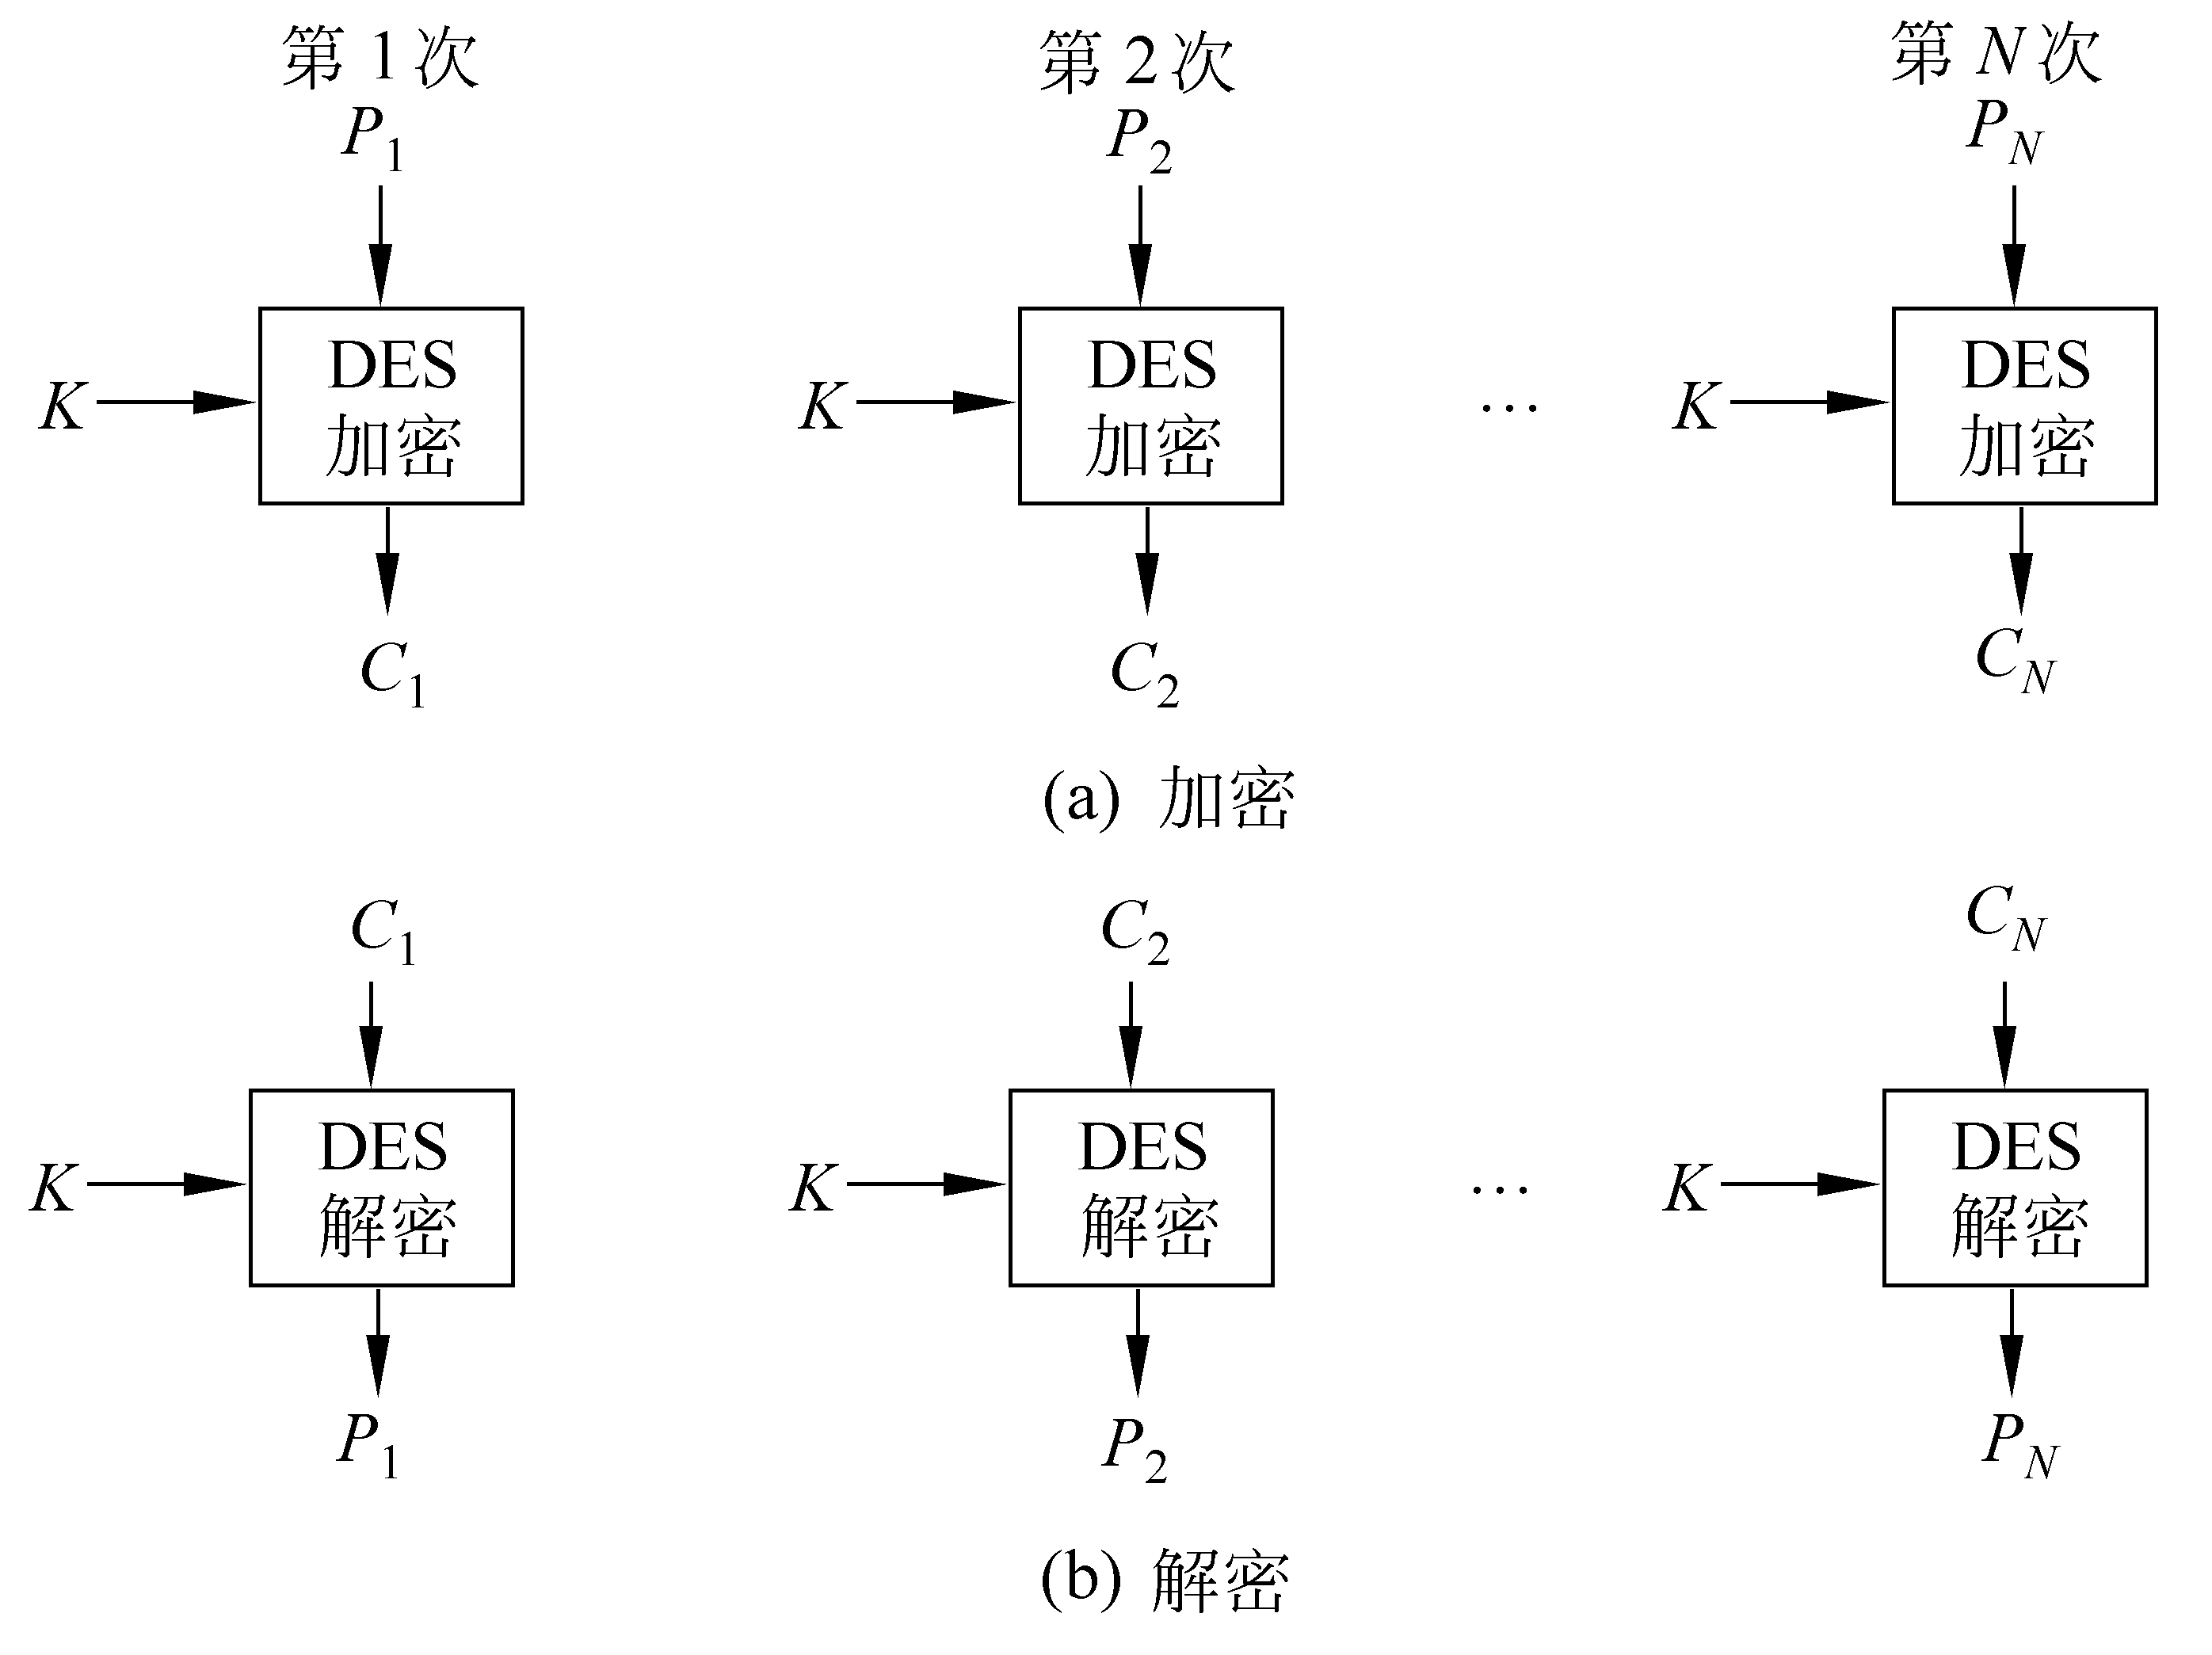 第 1 次 第 2 次 第 N 次
P1 P2 PN
K DES 加密 K DES 加密 … K DES 加密
C1 C2 CN
(a) 加密
C1 C2 CN
K DES 解密 K DES 解密 … K DES 解密
P1 P2 PN
(b) 解密